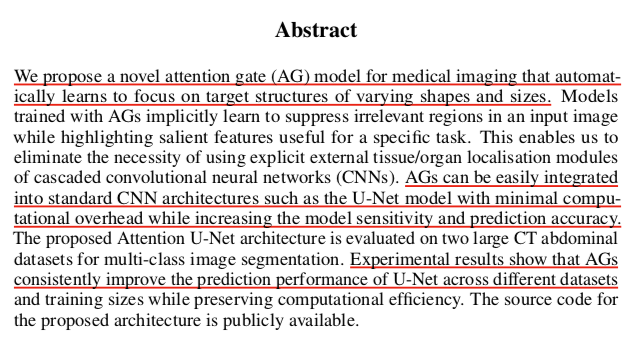 Abstract
We propose a novel attention gate (AG) model for medical imaging that automat-
ically learns to focus on target structures of varying shapes and sizes. Models
trained with AGs implicitly learn to suppress irrelevant regions in an input image
while highlighting salient features useful for a specific task. This enables us to
eliminate the necessity of using explicit external tissue/organ localisation modules
of cascaded convolutional neural networks (CNNs). AGs can be easily integrated
into standard CNN architectures such as the U-Net model with minimal compu-
tational overhead while increasing the model sensitivity and prediction accuracy.
The proposed Attention U-Net architecture is evaluated on two large CT abdominal
datasets for multi-class image segmentation. Experimental results show that AGs
consistently improve the prediction performance of U-Net across different datasets
and training sizes while preserving computational efficiency. The source code for
the proposed architecture is publicly available.